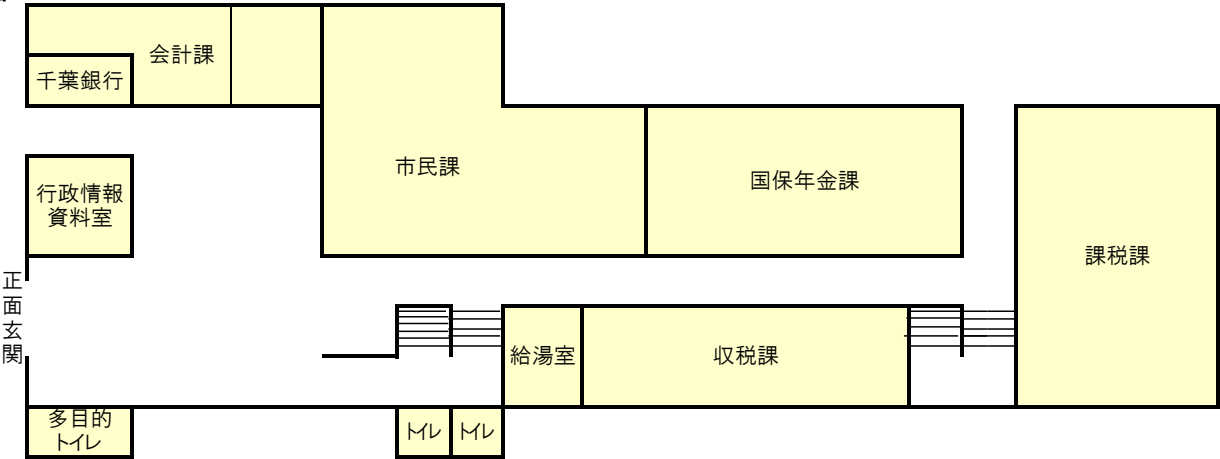 会計課
千葉銀行
市民課
国保年金課
行政情報
資料室
課税課
正面玄関
給湯室
収税課
多目的
トイレ
トイレ
トイレ